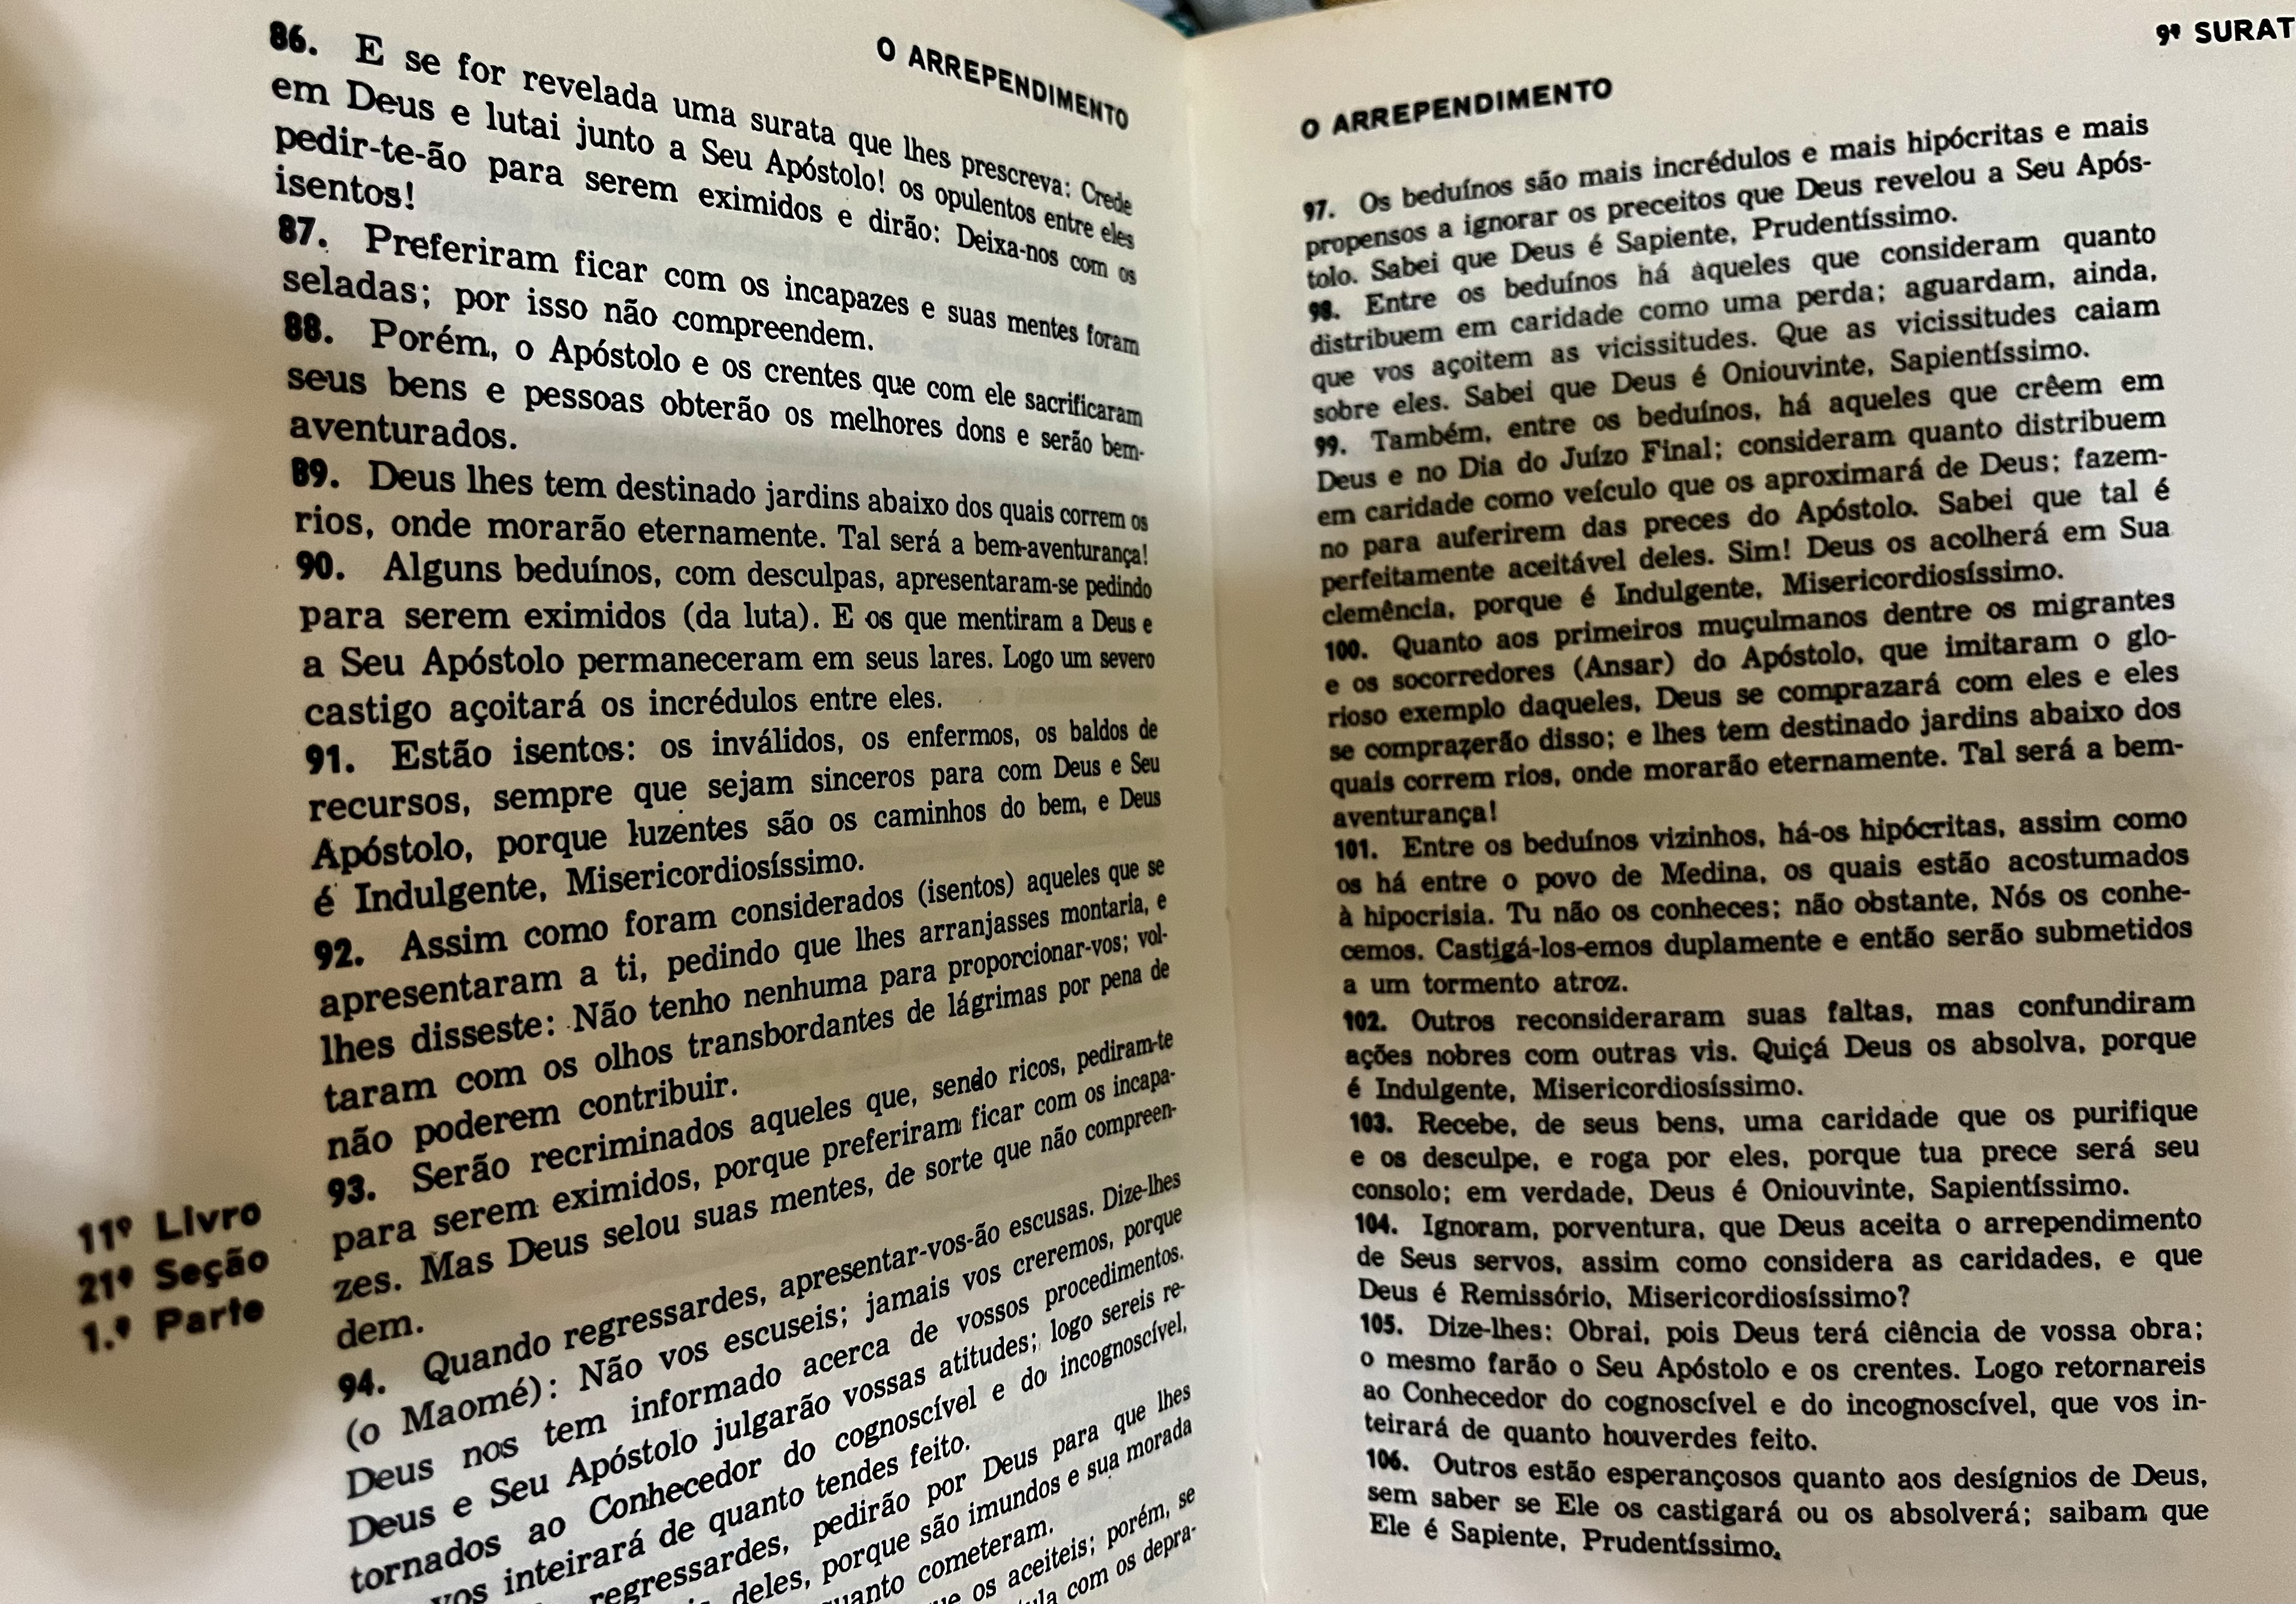 O ARREPENDIMENTO
86. E se for revelada uma surata que lhes prescreva: Crede
em Deus e lutai junto a Seu Apóstolo! os opulentos entre eles
pedir-te-ão para serem eximidos e dirão: Deixa-nos com os
isentos!
87. Preferiram ficar com os incapazes e suas mentes foram
seladas; por isso não compreendem.
88. Porém, o Apóstolo e os crentes que com ele sacrificaram
seus bens e pessoas obterão os melhores dons e serão bem-
aventurados.
89. Deus lhes tem destinado jardins abaixo dos quais correm os
rios, onde morarão eternamente. Tal será a bem-aventurança!
90. Alguns beduínos, com desculpas, apresentaram-se pedindo
para serem eximidos (da luta). E os que mentiram a Deus e
a Seu Apóstolo permaneceram em seus lares. Logo um severo
castigo açoitará os incrédulos entre eles.
91. Estão isentos: os inválidos, os enfermos, os baldos de
recursos, sempre que sejam sinceros para com Deus e Seu
Apóstolo, porque luzentes são os caminhos do bem, e Deus
é Indulgente, Misericordiosíssimo.
92. Assim como foram considerados (isentos) aqueles que se
apresentaram a ti, pedindo que lhes arranjasses montaria, e
lhes disseste: Não tenho nenhuma para proporcionar-vos; vol-
taram com os olhos transbordantes de lágrimas por pena de
não poderem contribuir.
93. Serão recriminados aqueles que, sendo ricos, pediram-te
para serem eximidos, porque preferiram ficar com os incapa-
zes. Mas Deus selou suas mentes, de sorte que não compreen-
dem.
11º Livro
21º Seção
1.º Parte
94. Quando regressardes, apresentar-vos-ão escusas. Dize-lhes
(o Maomé): Não vos escuseis; jamais vos creremos, porque
Deus nos tem informado acerca de vossos procedimentos.
Deus e Seu Apóstolo julgarão vossas atitudes; logo sereis re-
tornados ao Conhecedor do cognoscível e do incognoscível,
vos inteirará de quanto tendes feito.
regressardes, pedirão por Deus para que lhes
deles, porque são imundos e sua morada
quanto cometeram.
os aceiteis; porém, se
com os depra-
9ª SURAT
O ARREPENDIMENTO
97. Os beduínos são mais incrédulos e mais hipócritas e mais
propensos a ignorar os preceitos que Deus revelou a Seu Após-
tolo. Sabei que Deus é Sapiente, Prudentíssimo.
98. Entre os beduínos há àqueles que consideram quanto
distribuem em caridade como uma perda; aguardam, ainda,
que vos açoitem as vicissitudes. Que as vicissitudes caiam
sobre eles. Sabei que Deus é Oniouvinte, Sapientíssimo.
99. Também, entre os beduínos, há aqueles que crêem em
Deus e no Dia do Juízo Final; consideram quanto distribuem
em caridade como veículo que os aproximará de Deus; fazem-
no para auferirem das preces do Apóstolo. Sabei que tal é
perfeitamente aceitável deles. Sim! Deus os acolherá em Sua
clemência, porque é Indulgente, Misericordiosíssimo.
100. Quanto aos primeiros muçulmanos dentre os migrantes
e os socorredores (Ansar) do Apóstolo, que imitaram o glo-
rioso exemplo daqueles, Deus se comprazará com eles e eles
se comprazerão disso; e lhes tem destinado jardins abaixo dos
quais correm rios, onde morarão eternamente. Tal será a bem-
aventurança!
101. Entre os beduínos vizinhos, há-os hipócritas, assim como
os há entre o povo de Medina, os quais estão acostumados
à hipocrisia. Tu não os conheces; não obstante, Nós os conhe-
cemos. Castigá-los-emos duplamente e então serão submetidos
a um tormento atroz.
102. Outros reconsideraram suas faltas, mas confundiram
ações nobres com outras vis. Quiçá Deus os absolva, porque
é Indulgente, Misericordiosíssimo.
103. Recebe, de seus bens, uma caridade que os purifique
e os desculpe, e roga por eles, porque tua prece será seu
consolo; em verdade, Deus é Oniouvinte, Sapientíssimo.
104. Ignoram, porventura, que Deus aceita o arrependimento
de Seus servos, assim como considera as caridades, e que
Deus é Remissório, Misericordiosíssimo?
105. Dize-lhes: Obrai, pois Deus terá ciência de vossa obra;
o mesmo farão o Seu Apóstolo e os crentes. Logo retornareis
ao Conhecedor do cognoscível e do incognoscível, que vos in-
teirará de quanto houverdes feito.
106. Outros estão esperançosos quanto aos desígnios de Deus,
sem saber se Ele os castigará ou os absolverá; saibam que
Ele é Sapiente, Prudentíssimo.